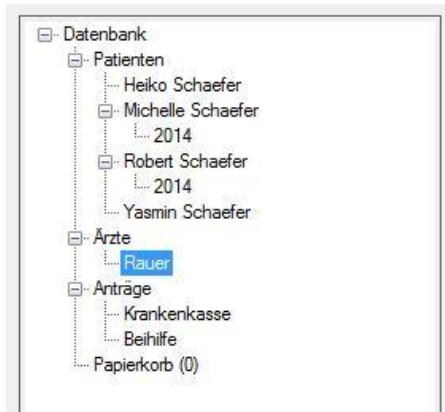 Datenbank
Patienten
Heiko Schaefer
Michelle Schaefer
2014
Robert Schaefer
2014
Yasmin Schaefer
Ärzte
Rauer
Anträge
Krankenkasse
Beihilfe
Papierkorb (0)